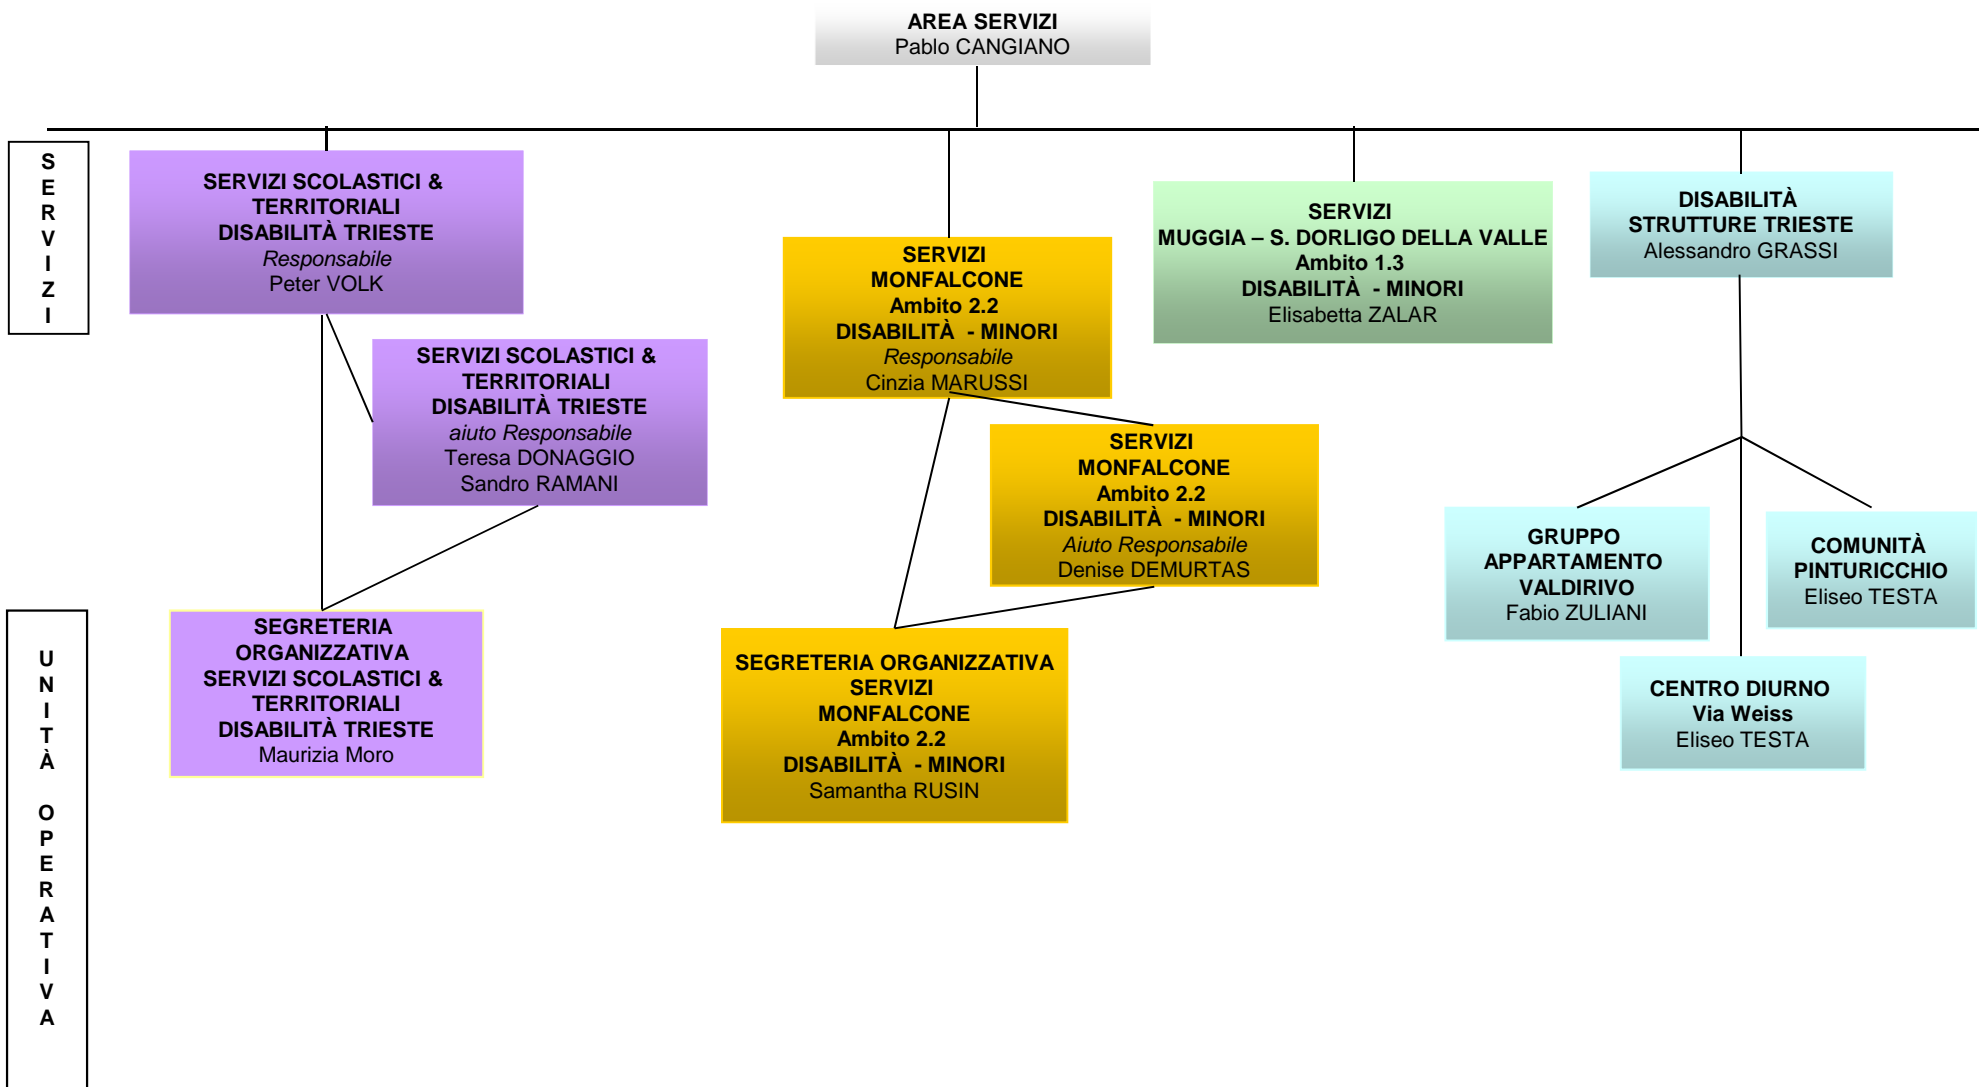 AREA SERVIZI
Pablo CANGIANO
S
E
R
V
I
Z
I
SERVIZI SCOLASTICI &
TERRITORIALI
DISABILITÀ TRIESTE
Responsabile
Peter VOLK
SERVIZI SCOLASTICI &
TERRITORIALI
DISABILITÀ TRIESTE
aiuto Responsabile
Teresa DONAGGIO
Sandro RAMANI
SERVIZI
MONFALCONE
Ambito 2.2
DISABILITÀ - MINORI
Responsabile
Cinzia MARUSSI
SERVIZI
MONFALCONE
Ambito 2.2
DISABILITÀ - MINORI
Aiuto Responsabile
Denise DEMURTAS
SERVIZI
MUGGIA – S. DORLIGO DELLA VALLE
Ambito 1.3
DISABILITÀ - MINORI
Elisabetta ZALAR
DISABILITÀ
STRUTTURE TRIESTE
Alessandro GRASSI
U
N
I
T
À
O
P
E
R
A
T
I
V
A
SEGRETERIA
ORGANIZZATIVA
SERVIZI SCOLASTICI &
TERRITORIALI
DISABILITÀ TRIESTE
Maurizia Moro
SEGRETERIA ORGANIZZATIVA
SERVIZI
MONFALCONE
Ambito 2.2
DISABILITÀ - MINORI
Samantha RUSIN
GRUPPO
APPARTAMENTO
VALDIRIVO
Fabio ZULIANI
COMUNITÀ
PINTURICCHIO
Eliseo TESTA
CENTRO DIURNO
Via Weiss
Eliseo TESTA